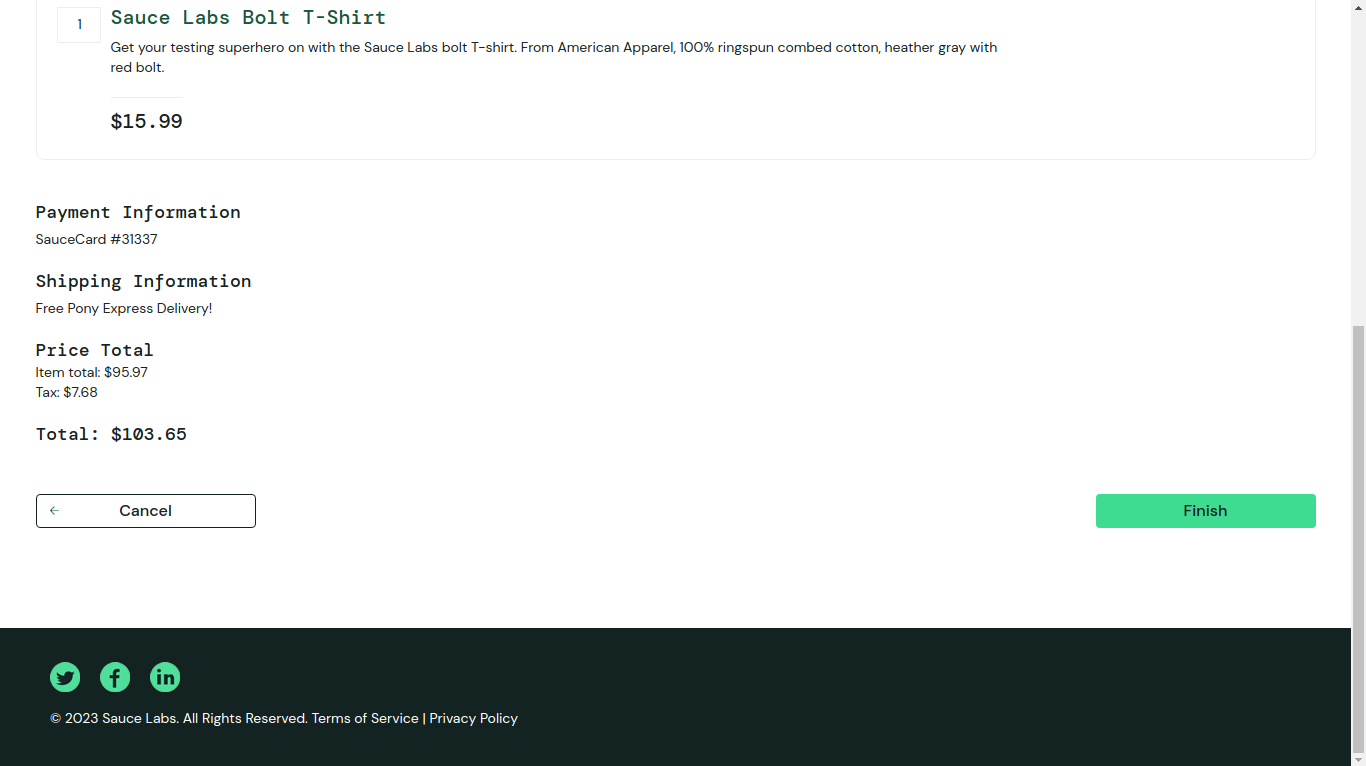 1
Sauce Labs Bolt T-Shirt
Get your testing superhero on with the Sauce Labs bolt T-shirt. From American Apparel, 100% ringspun combed cotton, heather gray with
red bolt.
$15.99
Payment Information
SauceCard #31337
Shipping Information
Free Pony Express Delivery!
Price Total
Item total: $95.97
Tax: $7.68
Total: $103.65
Cancel
Finish
© 2023 Sauce Labs. All Rights Reserved. Terms of Service | Privacy Policy